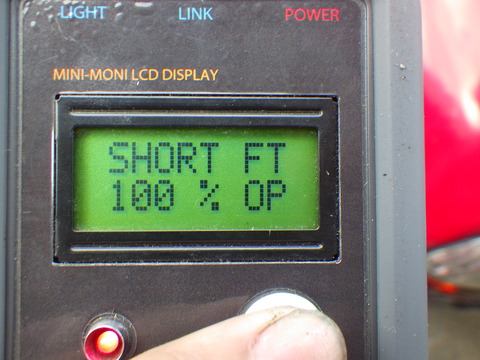 LIGHT LINK POWER
MINI-MONI LCD DISPLAY
SHORT FT
100 % OP